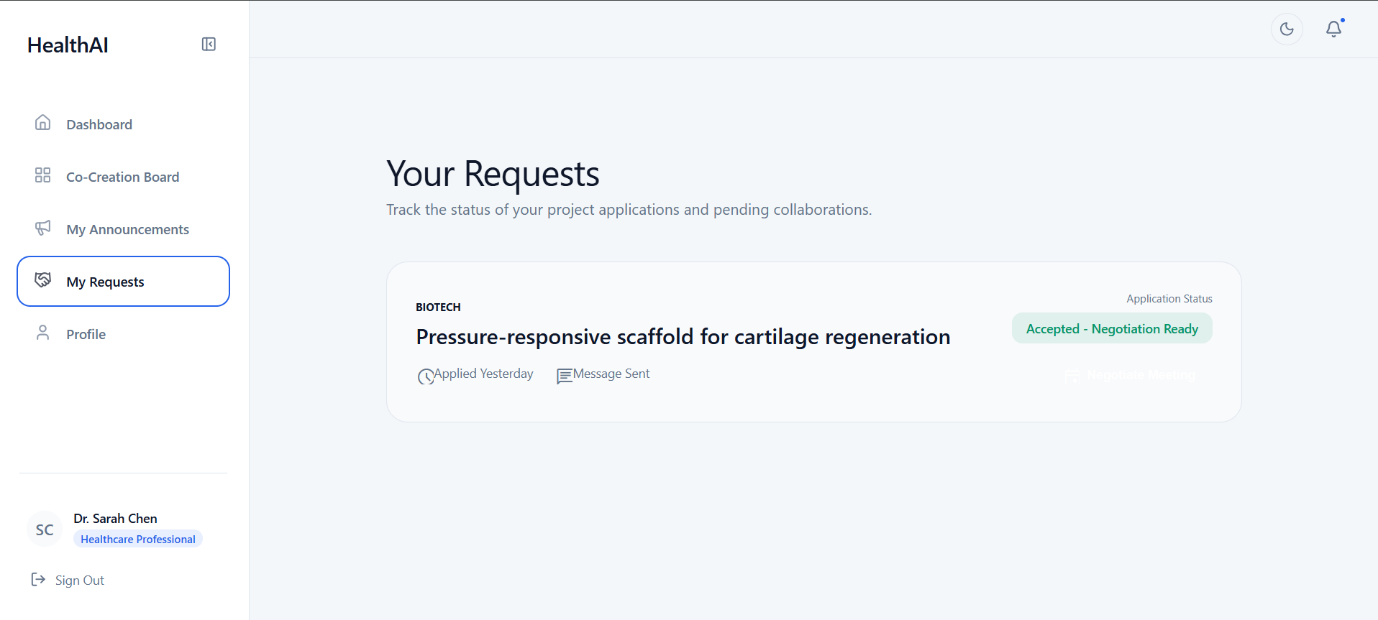 HealthAI
Dashboard
Co-Creation Board
My Announcements
My Requests
Profile
SC
Dr. Sarah Chen
Healthcare Professional
Sign Out
Your Requests
Track the status of your project applications and pending collaborations.
BIOTECH
Pressure-responsive scaffold for cartilage regeneration
Applied Yesterday
Message Sent
Application Status
Accepted - Negotiation Ready